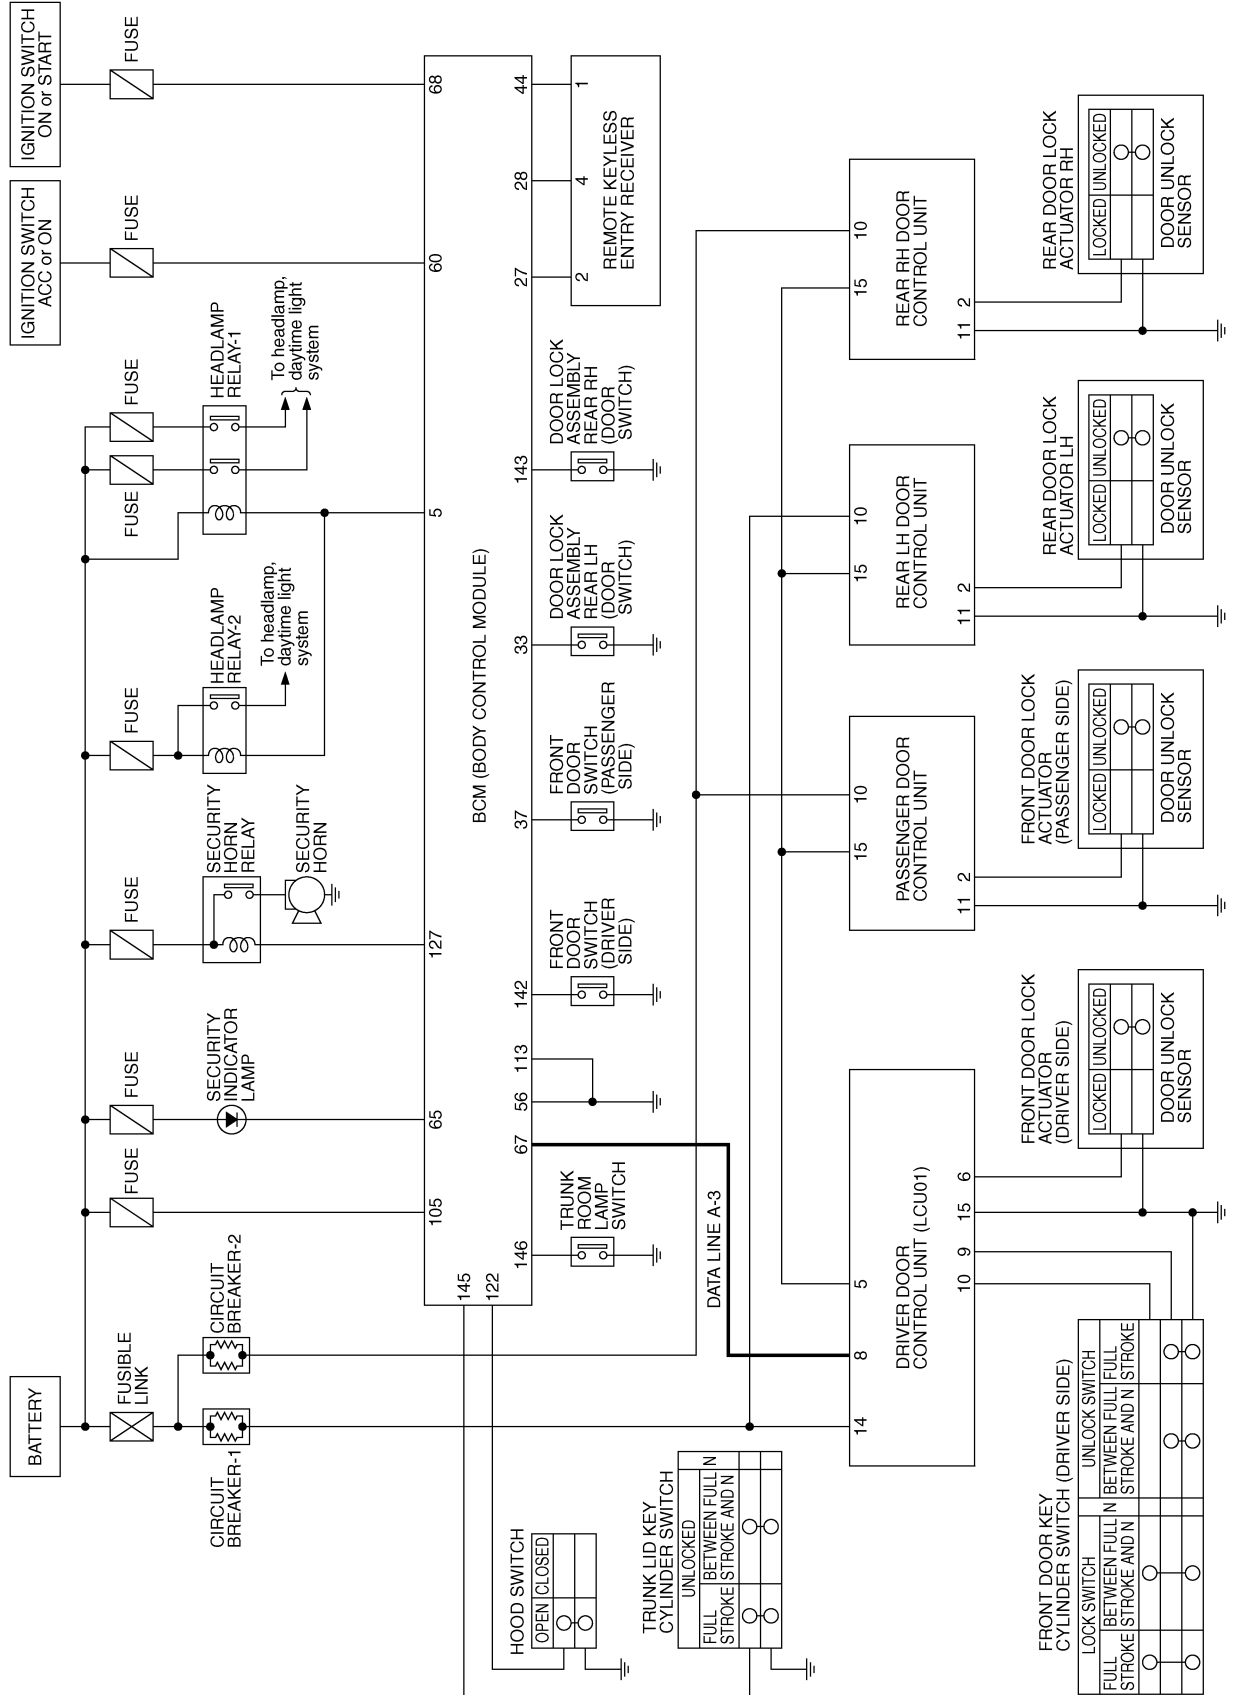 BATTERY
IGNITION SWITCH
ACC or ON
IGNITION SWITCH
ON or START
FUSIBLE
LINK
FUSE
FUSE
FUSE
FUSE
FUSE
FUSE
FUSE
FUSE
CIRCUIT
BREAKER-1
CIRCUIT
BREAKER-2
SECURITY
INDICATOR
LAMP
SECURITY
HORN
RELAY
SECURITY
HORN
HEADLAMP
RELAY-2
To headlamp,
daytime light
system
HEADLAMP
RELAY-1
To headlamp,
daytime light
system
105
65
127
5
60
68
145
122
BCM (BODY CONTROL MODULE)
146
67
56
113
142
37
33
143
27
28
44
HOOD SWITCH
OPEN
CLOSED
TRUNK
ROOM
LAMP
SWITCH
FRONT
DOOR
SWITCH
(DRIVER
SIDE)
FRONT
DOOR
SWITCH
(PASSENGER
SIDE)
DOOR LOCK
ASSEMBLY
REAR LH
(DOOR
SWITCH)
DOOR LOCK
ASSEMBLY
REAR RH
(DOOR
SWITCH)
2
4
1
REMOTE KEYLESS
ENTRY RECEIVER
TRUNK LID KEY
CYLINDER SWITCH
UNLOCKED
N
FULL
STROKE
BETWEEN FULL
STROKE AND N
DATA LINE A-3
14
8
5
DRIVER DOOR
CONTROL UNIT (LCU01)
10
9
15
6
15
10
PASSENGER DOOR
CONTROL UNIT
11
2
15
10
REAR LH DOOR
CONTROL UNIT
11
2
15
10
REAR RH DOOR
CONTROL UNIT
11
2
FRONT DOOR KEY
CYLINDER SWITCH (DRIVER SIDE)
LOCK SWITCH
N
UNLOCK SWITCH
FULL
STROKE
BETWEEN FULL
STROKE AND N
BETWEEN FULL
STROKE AND N
FULL
STROKE
FRONT DOOR LOCK
ACTUATOR
(DRIVER SIDE)
LOCKED
UNLOCKED
DOOR UNLOCK
SENSOR
FRONT DOOR LOCK
ACTUATOR
(PASSENGER SIDE)
LOCKED
UNLOCKED
DOOR UNLOCK
SENSOR
REAR DOOR LOCK
ACTUATOR LH
LOCKED
UNLOCKED
DOOR UNLOCK
SENSOR
REAR DOOR LOCK
ACTUATOR RH
LOCKED
UNLOCKED
DOOR UNLOCK
SENSOR